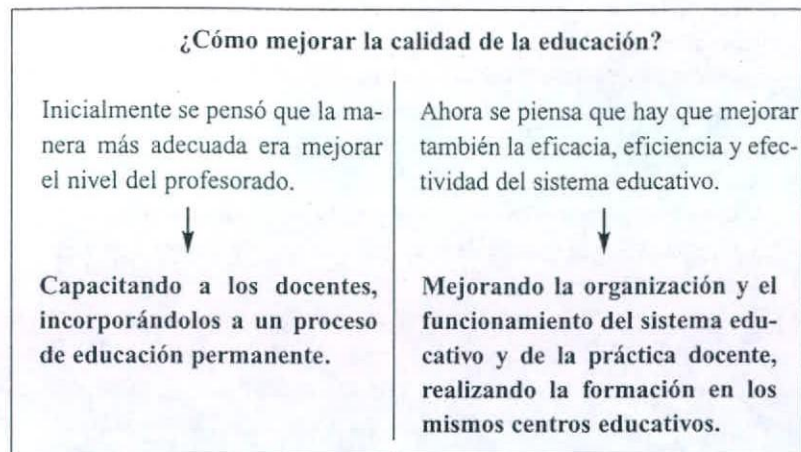 ¿Cómo mejorar la calidad de la educación?
Inicialmente se pensó que la ma-
nera más adecuada era mejorar
el nivel del profesorado.
Capacitando a los docentes,
incorporándolos a un proceso
de educación permanente.
Ahora se piensa que hay que mejorar
también la eficacia, eficiencia y efec-
tividad del sistema educativo.
Mejorando la organización y el
funcionamiento del sistema edu-
cativo y de la práctica docente,
realizando la formación en los
mismos centros educativos.